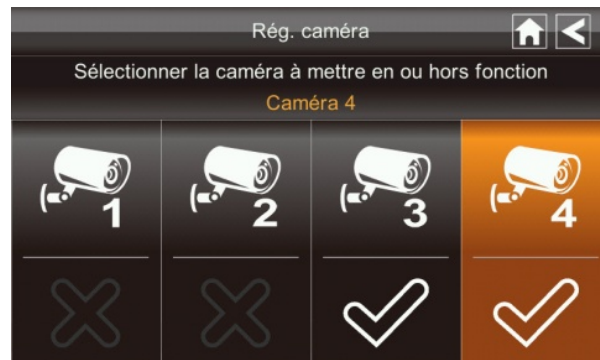 Rég. caméra
Sélectionner la caméra à mettre en ou hors fonction
Caméra 4
1 2 3 4